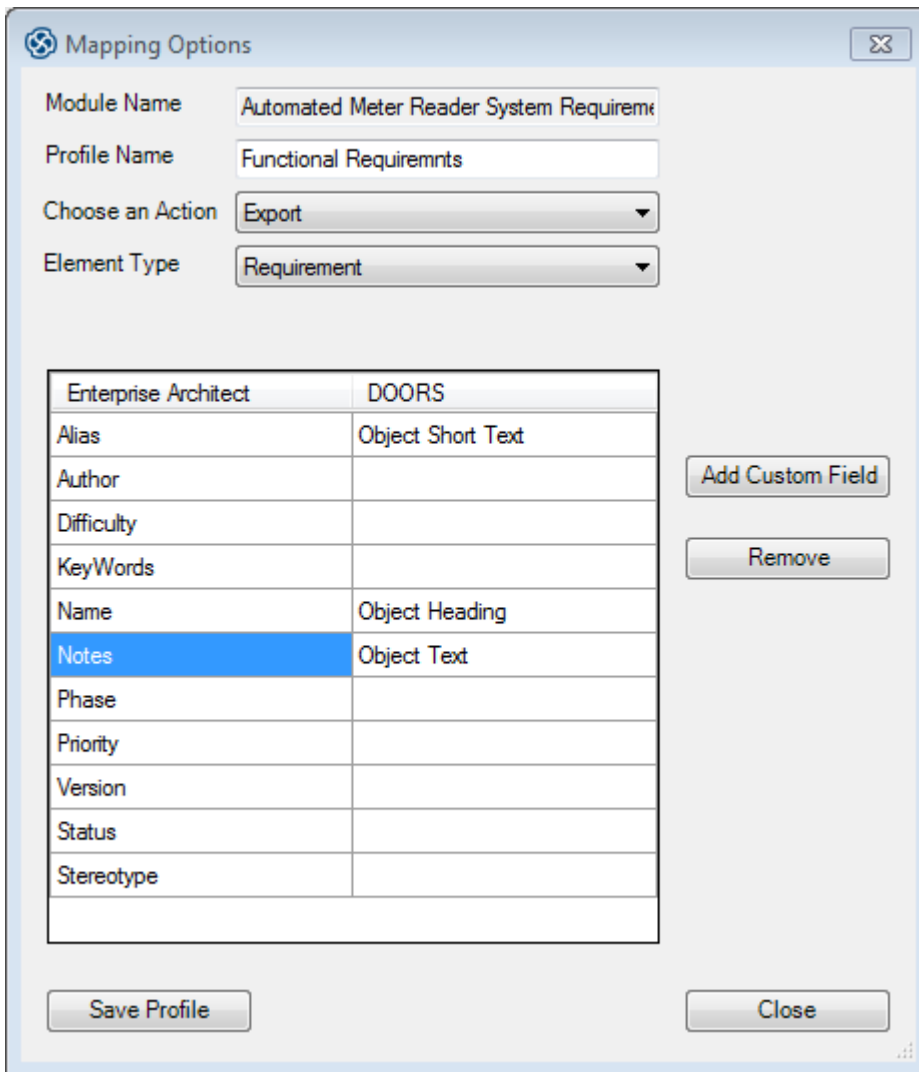 Mapping Options
Module Name Automated Meter Reader System Requireme
Profile Name Functional Requiremnts
Choose an Action Export
Element Type Requirement
Enterprise Architect DOORS
Alias Object Short Text
Author
Add Custom Field
Difficulty
KeyWords
Remove
Name Object Heading
Notes Object Text
Phase
Priority
Version
Status
Stereotype
Save Profile Close